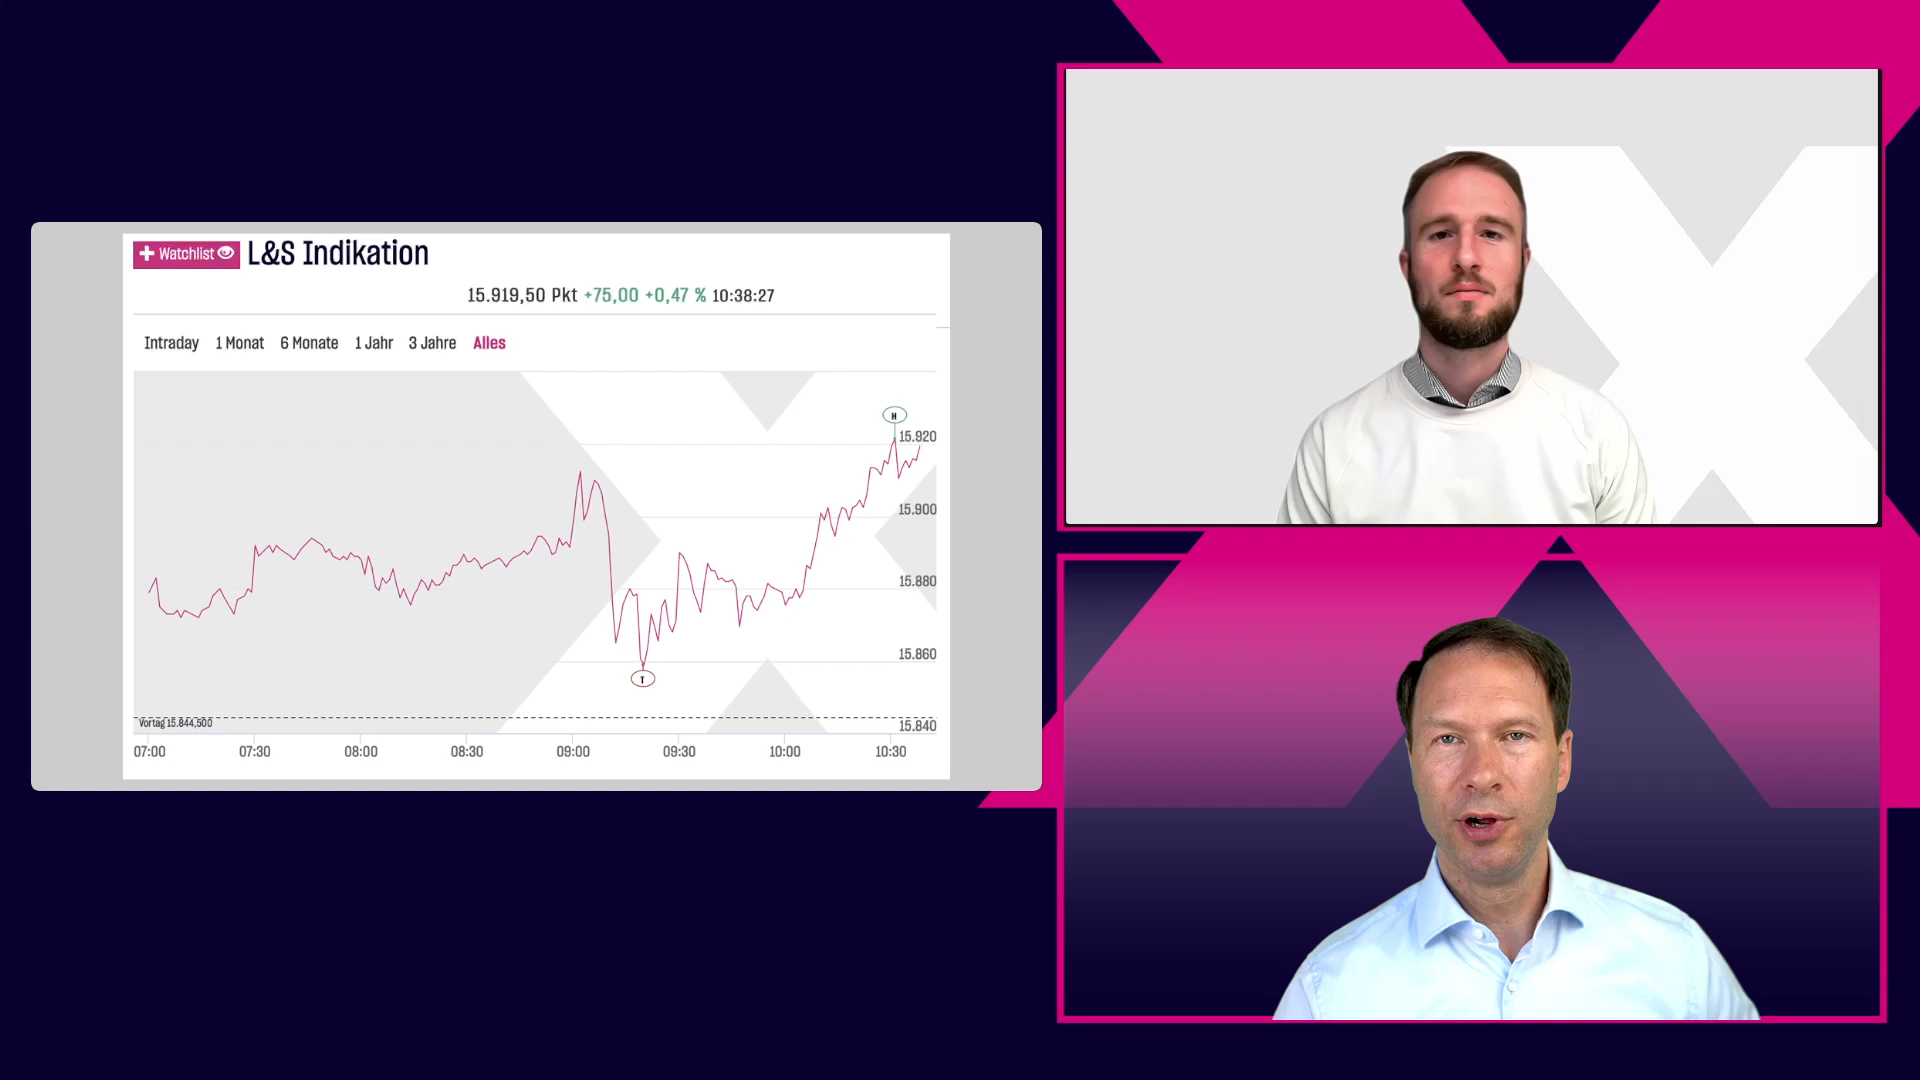 Watchlist L&S Indikation
15.919,50 Pkt +75,00 +0,47 % 10:38:27
Intraday 1 Monat 6 Monate 1 Jahr 3 Jahre Alles
H
15.920
15.900
15.880
15.860
T
Vortag 15.844,500
15.840
07:00 07:30 08:00 08:30 09:00 09:30 10:00 10:30